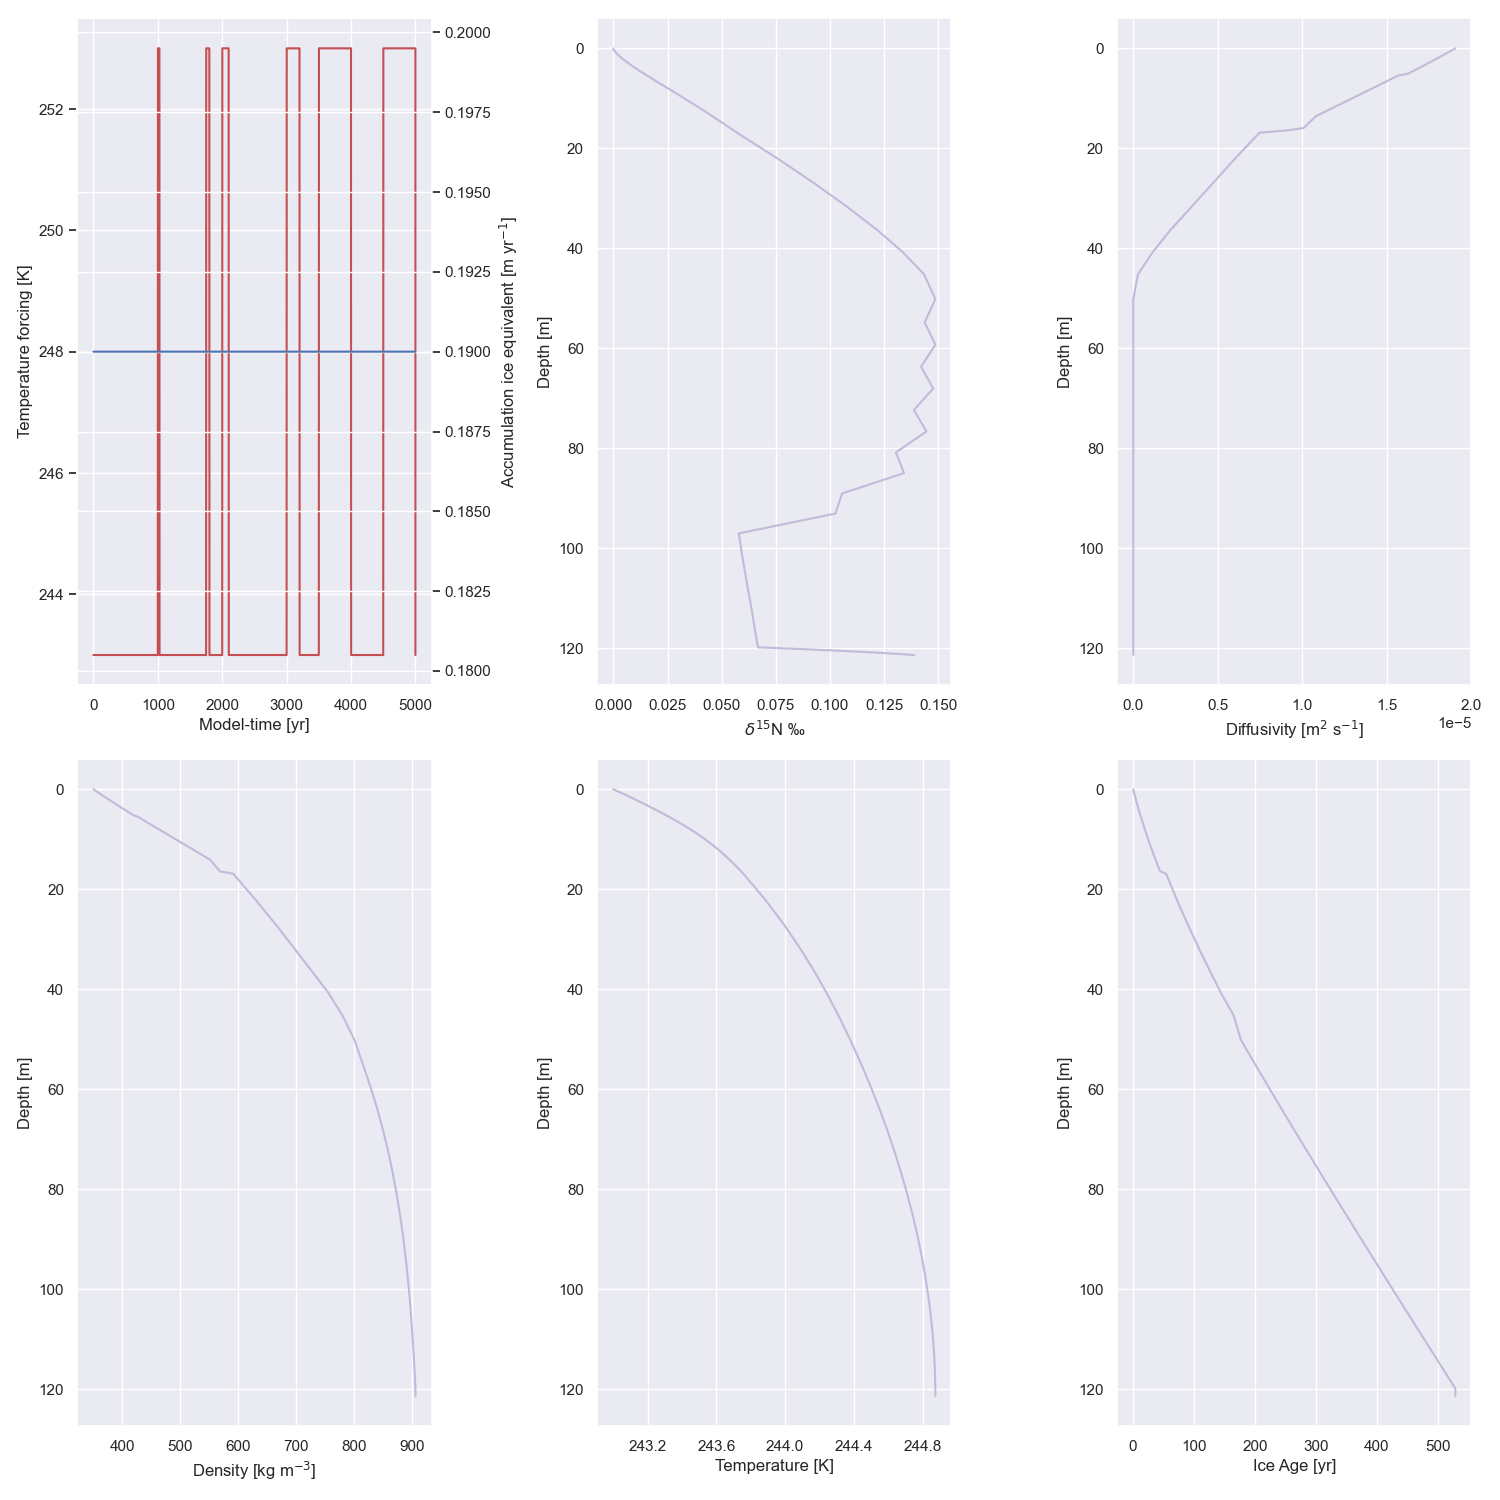 252
250
248
246
244
Temperature forcing [K]
0.2000
0.1975
0.1950
0.1925
0.1900
0.1875
0.1850
0.1825
0.1800
Accumulation ice equivalent [m yr⁻¹]
0 1000 2000 3000 4000 5000
Model-time [yr]
0
20
40
60
80
100
120
Depth [m]
0.000 0.025 0.050 0.075 0.100 0.125 0.150
δ¹⁵N ‰
0
20
40
60
80
100
120
Depth [m]
0.0 0.5 1.0 1.5 2.0
1e−5
Diffusivity [m² s⁻¹]
0
20
40
60
80
100
120
Depth [m]
400 500 600 700 800 900
Density [kg m⁻³]
0
20
40
60
80
100
120
Depth [m]
243.2 243.6 244.0 244.4 244.8
Temperature [K]
0
20
40
60
80
100
120
Depth [m]
0 100 200 300 400 500
Ice Age [yr]